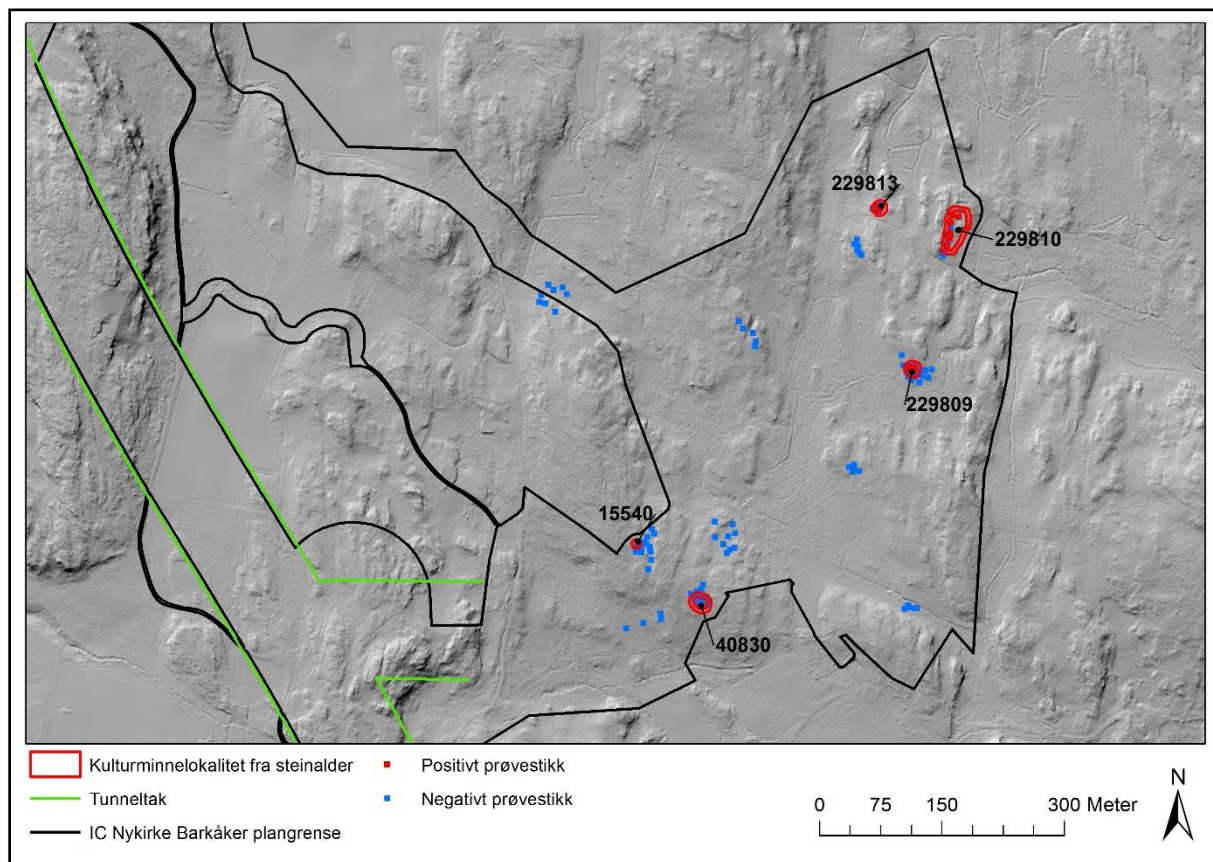 229813
229810
229809
15540
40830
Kulturminnelokalitet fra steinalder
Positivt prøvestikk
Tunneltak
Negativt prøvestikk
IC Nykirke Barkåker plangrense
0 75 150 300 Meter
N